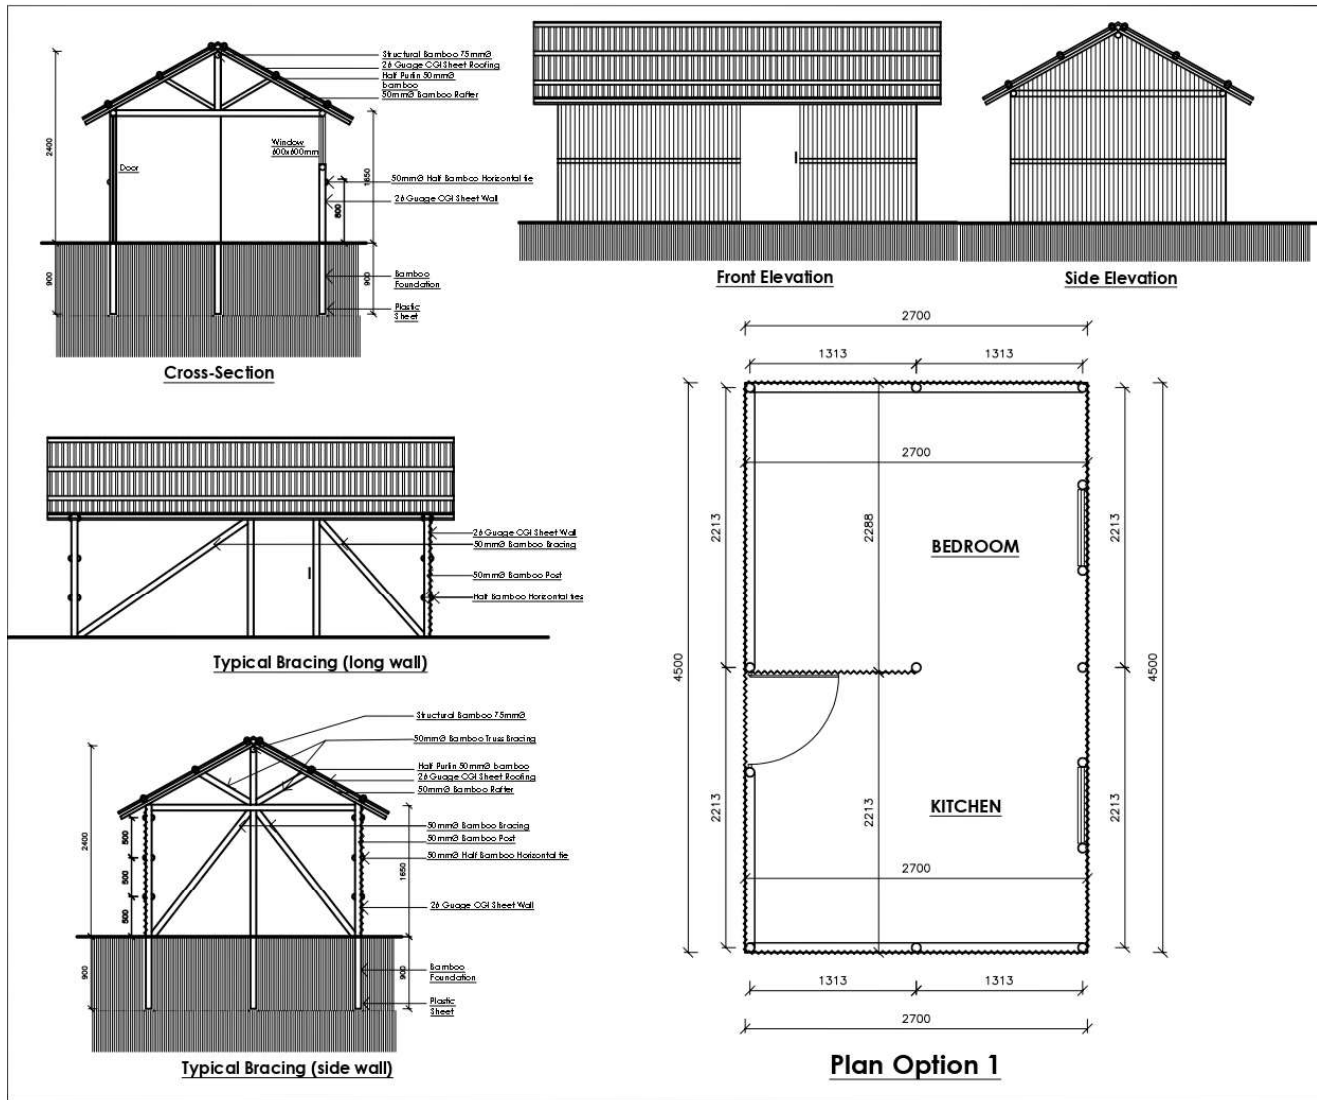 Structural Bamboo 75mmØ
26 Guage CGI Sheet Roofing
Half Purlin 50mmØ
bamboo
50mmØ Bamboo Rafter
2400
Window
600x600mm
Door
1650
50mmØ Half Bamboo Horizontal tie
26 Guage CGI Sheet Wall
800
900
900
Bamboo
Foundation
Plastic
Sheet
Cross-Section
Front Elevation
Side Elevation
26 Guage CGI Sheet Wall
50mmØ Bamboo Bracing
50mmØ Bamboo Post
Half Bamboo Horizontal ties
Typical Bracing (long wall)
Structural Bamboo 75mmØ
50mmØ Bamboo Truss Bracing
Half Purlin 50mmØ bamboo
26 Guage CGI Sheet Roofing
50mmØ Bamboo Rafter
2400
500
500
500
1650
50mmØ Bamboo Bracing
50mmØ Bamboo Post
50mmØ Half Bamboo Horizontal tie
26 Guage CGI Sheet Wall
900
900
Bamboo
Foundation
Plastic
Sheet
Typical Bracing (side wall)
2700
1313
1313
2700
2213
2288
2213
BEDROOM
4500
4500
2213
2213
2213
KITCHEN
2700
1313
1313
2700
Plan Option 1